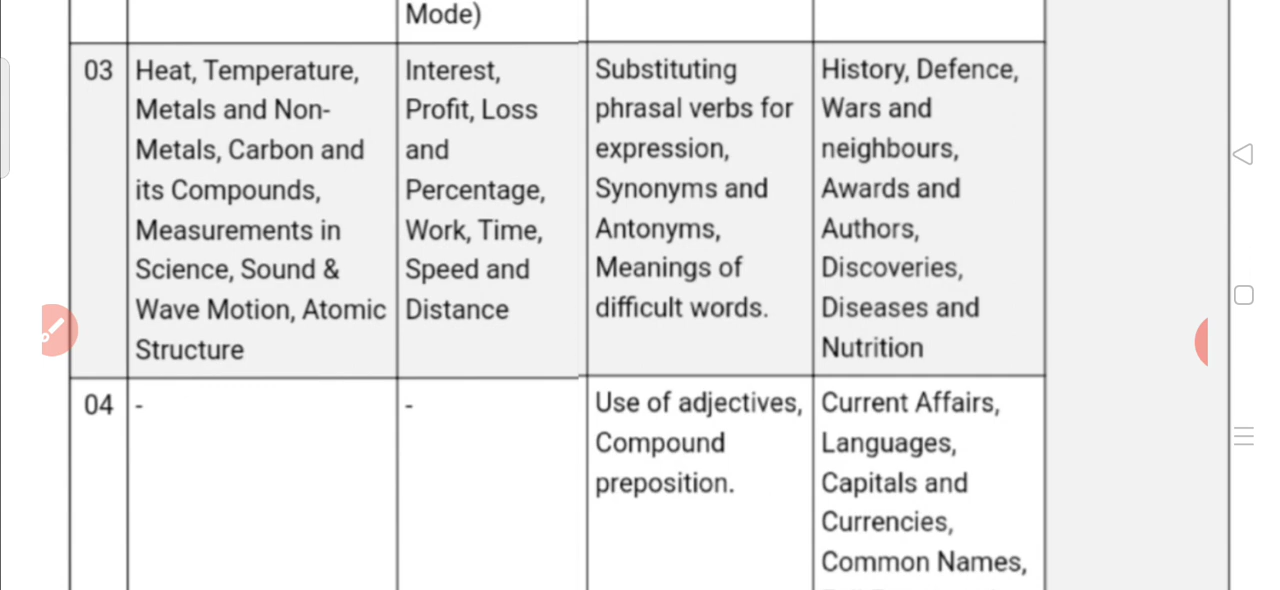 Mode)
03
Heat, Temperature,
Metals and Non-
Metals, Carbon and
its Compounds,
Measurements in
Science, Sound &
Wave Motion, Atomic
Structure
Interest,
Profit, Loss
and
Percentage,
Work, Time,
Speed and
Distance
Substituting
phrasal verbs for
expression,
Synonyms and
Antonyms,
Meanings of
difficult words.
History, Defence,
Wars and
neighbours,
Awards and
Authors,
Discoveries,
Diseases and
Nutrition
04
-
-
Use of adjectives,
Compound
preposition.
Current Affairs,
Languages,
Capitals and
Currencies,
Common Names,